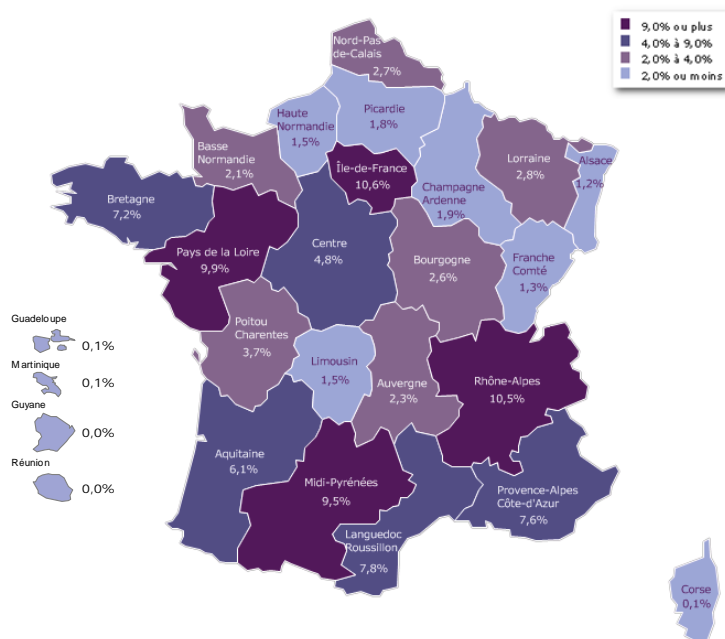 9,0% ou plus
4,0% à 9,0%
2,0% à 4,0%
2,0% ou moins
Nord-Pas
de-Calais
2,7%
Haute
Normandie
1,5%
Picardie
1,8%
Basse
Normandie
2,1%
Île-de-France
10,6%
Champagne
Ardenne
1,9%
Lorraine
2,8%
Alsace
1,2%
Bretagne
7,2%
Pays de la Loire
9,9%
Centre
4,8%
Bourgogne
2,6%
Franche
Comté
1,3%
Guadeloupe
0,1%
Martinique
0,1%
Guyane
0,0%
Réunion
0,0%
Poitou
Charentes
3,7%
Limousin
1,5%
Auvergne
2,3%
Rhône-Alpes
10,5%
Aquitaine
6,1%
Midi-Pyrénées
9,5%
Languedoc
Roussillon
7,8%
Provence-Alpes
Côte-d'Azur
7,6%
Corse
0,1%